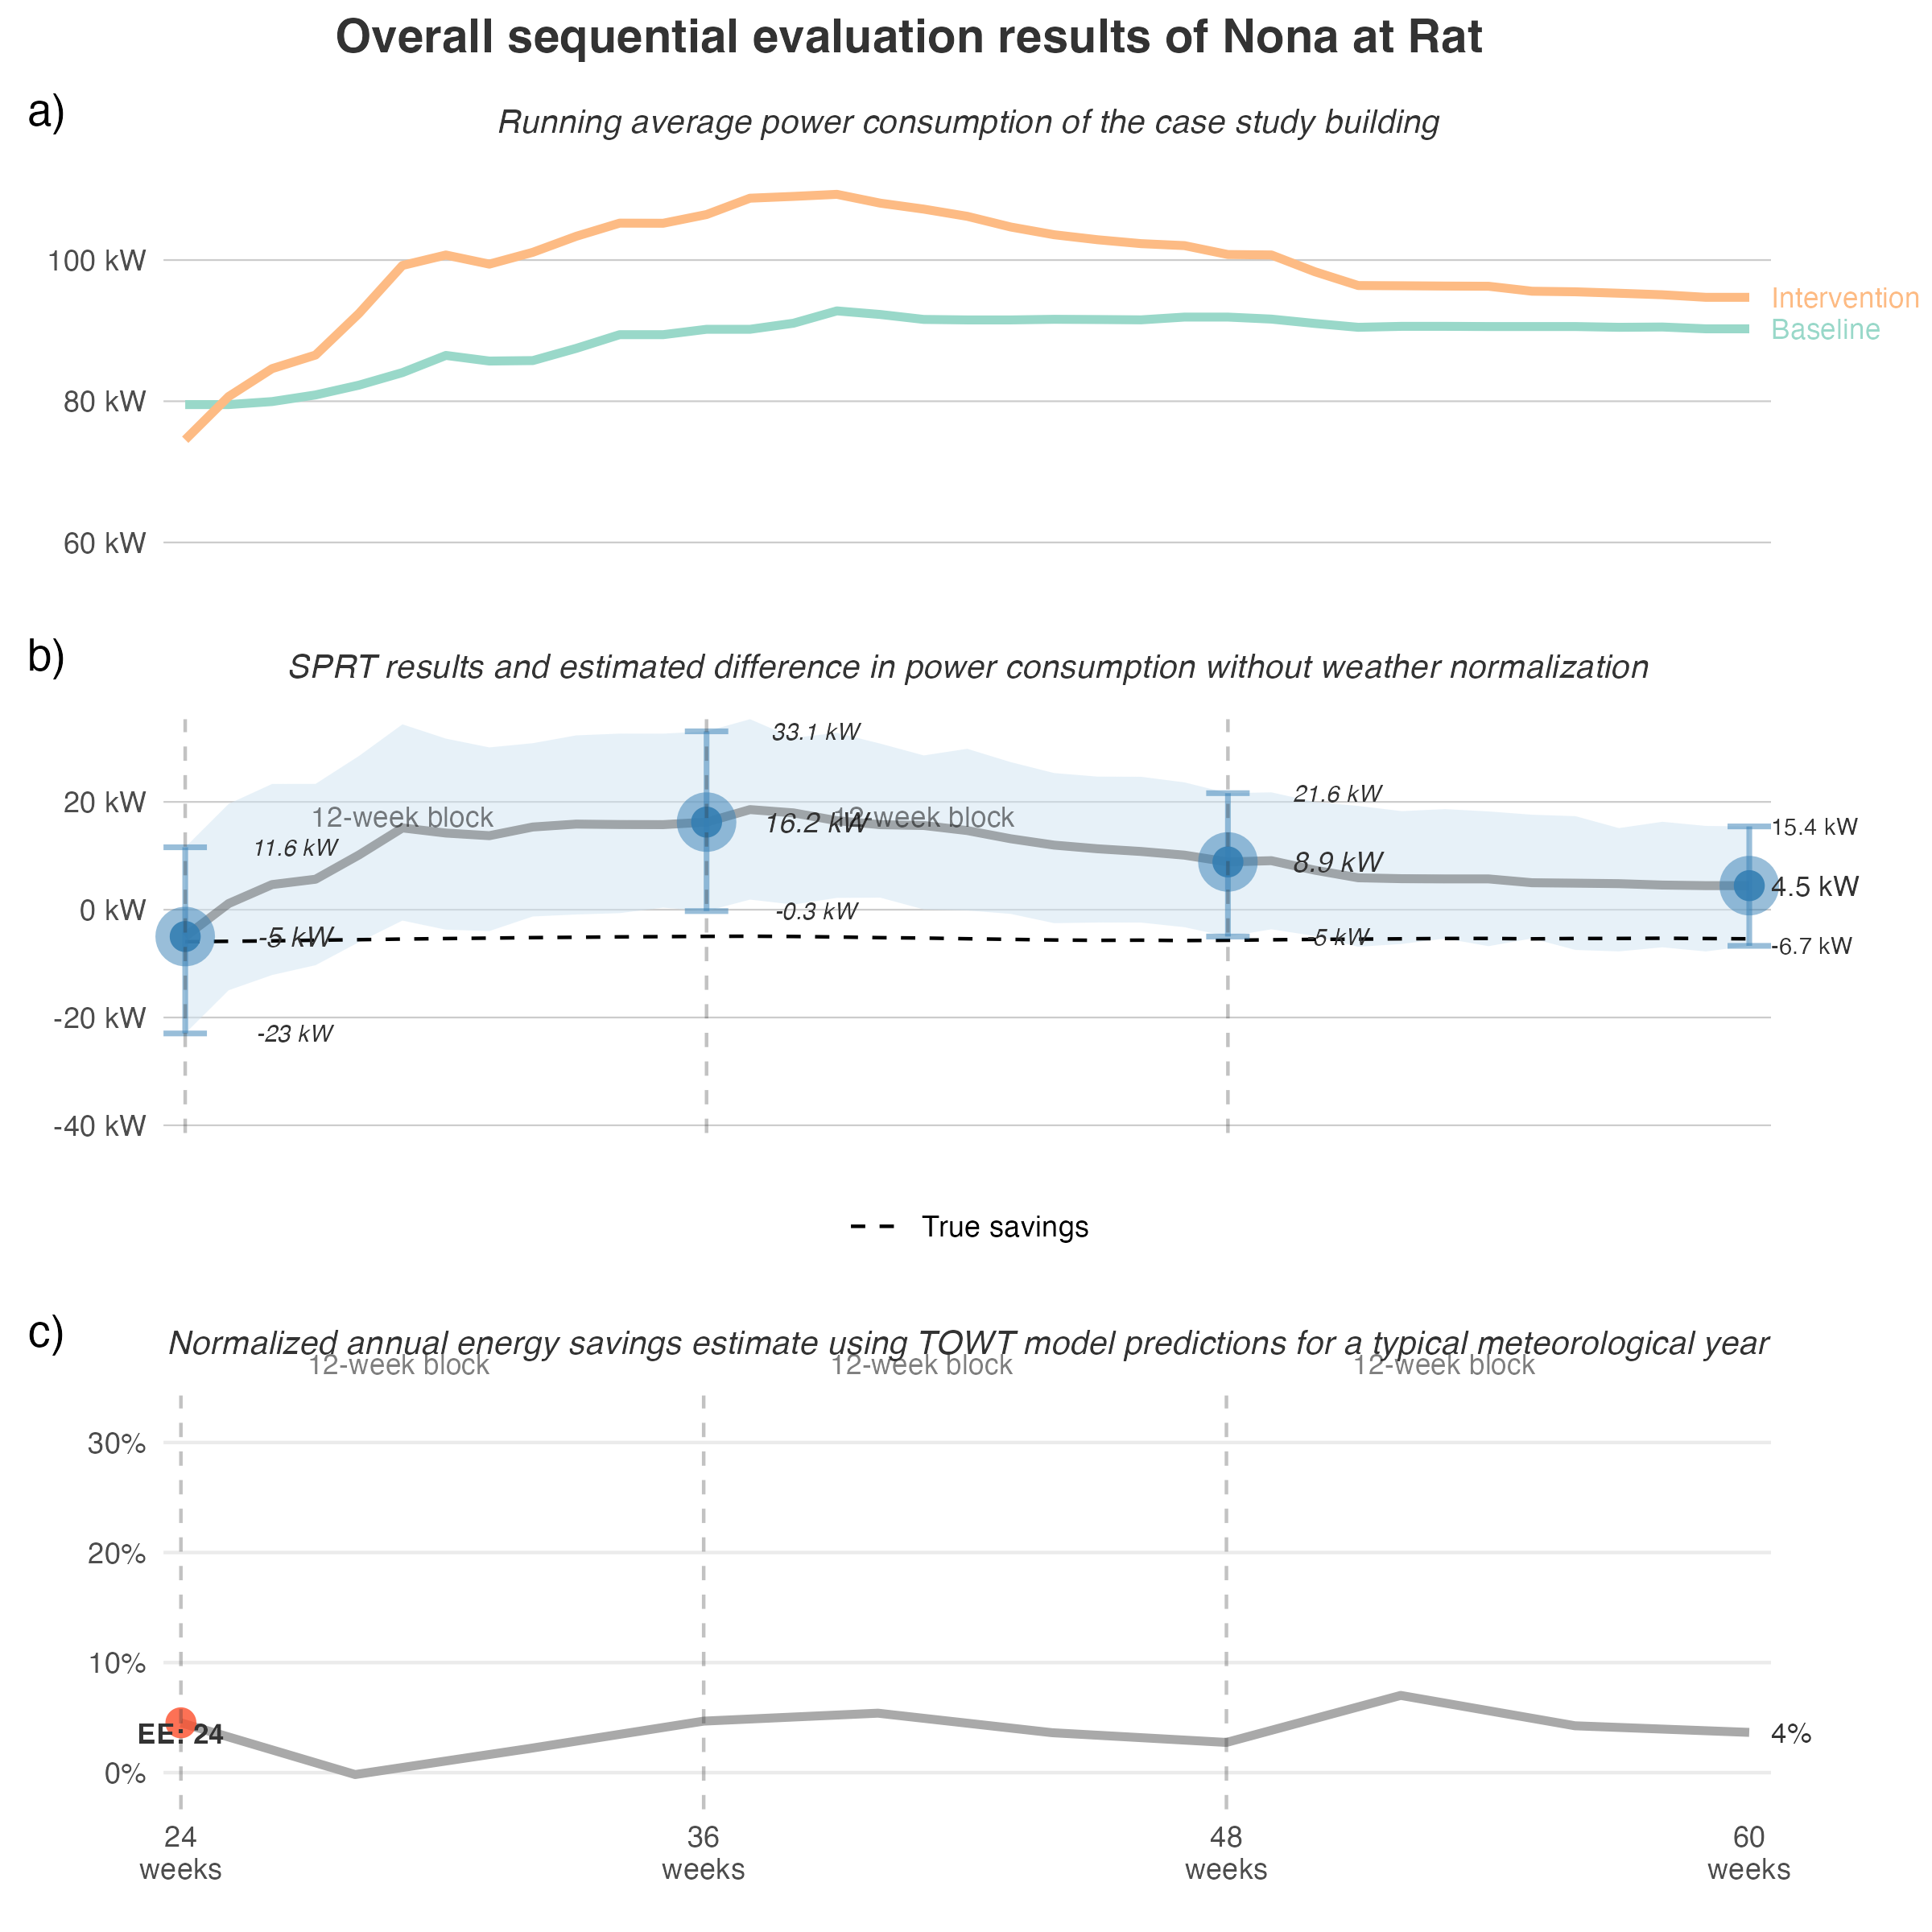 Overall sequential evaluation results of Nona at Rat
a)
Running average power consumption of the case study building
100 kW
80 kW
60 kW
Intervention
Baseline
b)
SPRT results and estimated difference in power consumption without weather normalization
20 kW
0 kW
-20 kW
-40 kW
12-week block
12-week block
11.6 kW
-5 kW
-23 kW
33.1 kW
16.2 kW
-0.3 kW
21.6 kW
8.9 kW
-5 kW
15.4 kW
4.5 kW
-6.7 kW
True savings
c)
Normalized annual energy savings estimate using TOWT model predictions for a typical meteorological year
12-week block
12-week block
12-week block
30%
20%
10%
0%
EE: 24
4%
24
weeks
36
weeks
48
weeks
60
weeks